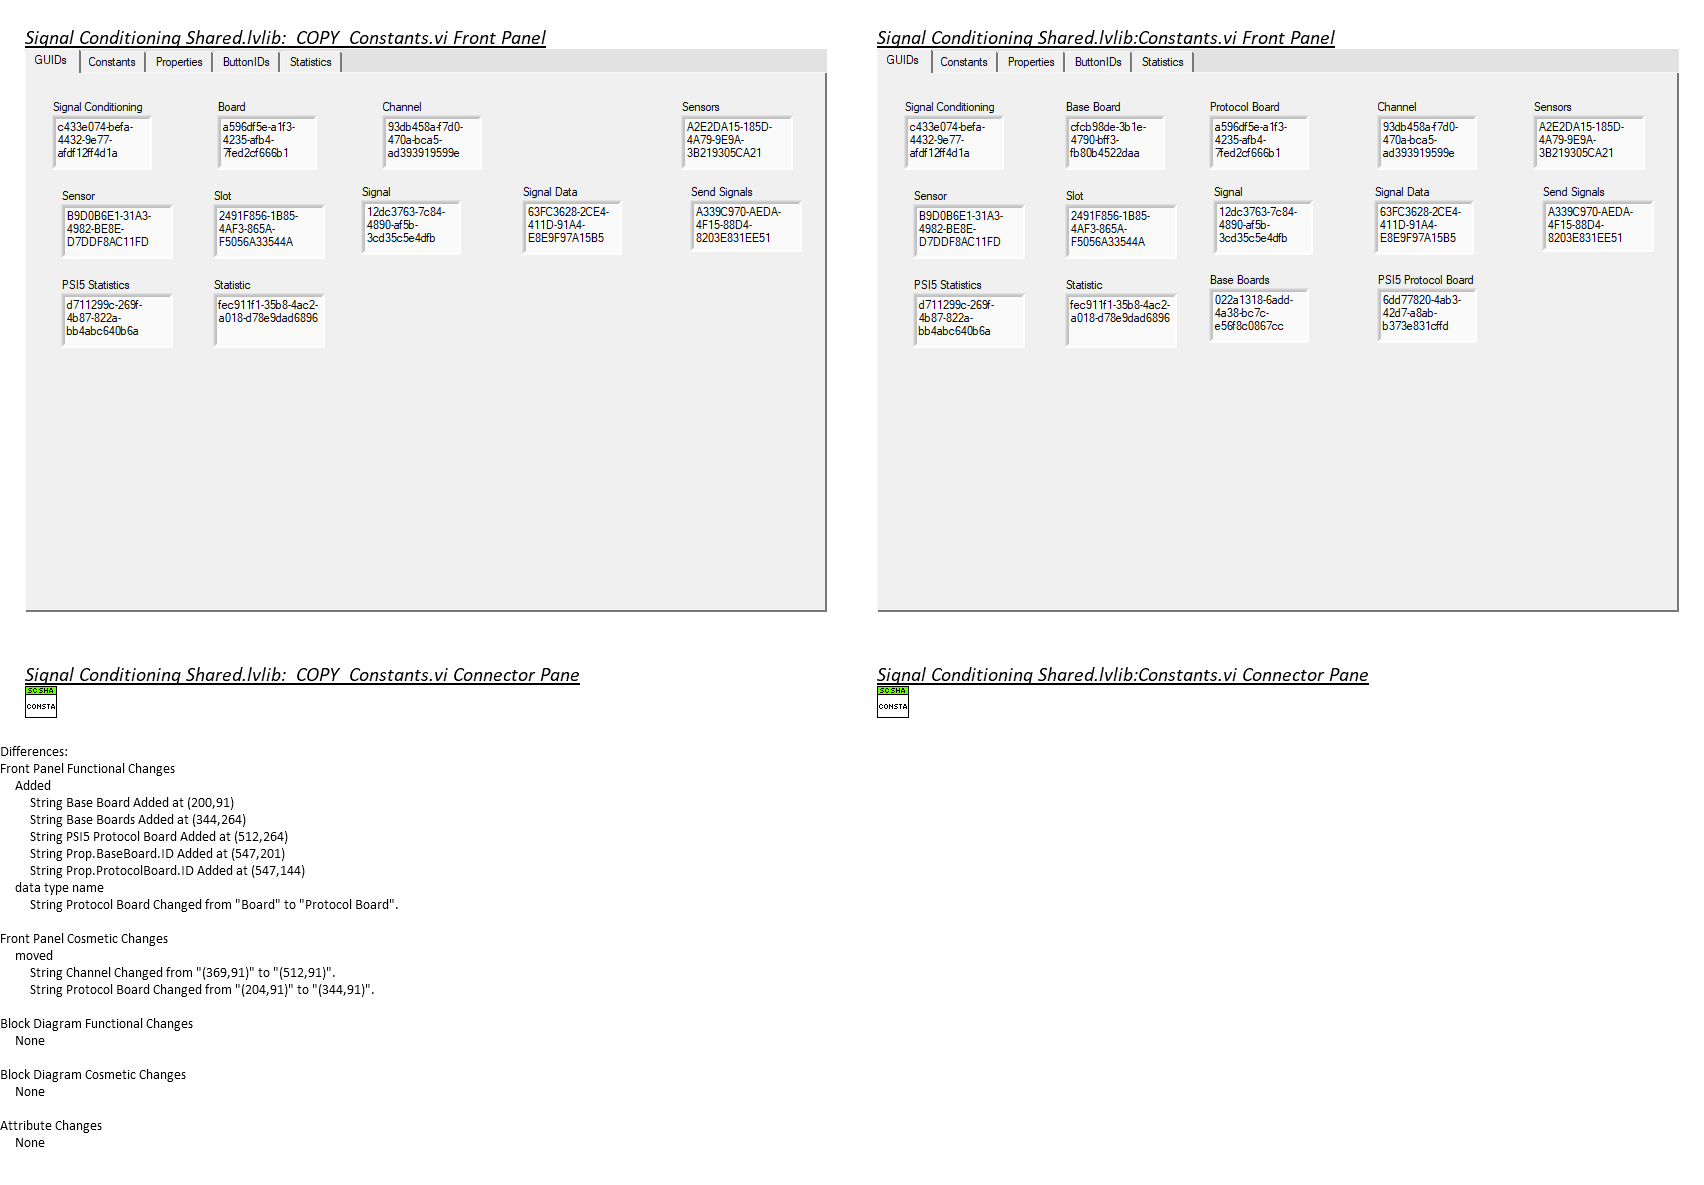 Signal Conditioning Shared.lvlib:_COPY_Constants.vi Front Panel
GUIDs Constants Properties ButtonIDs Statistics
Signal Conditioning
c433e074-befa-
4432-9e77-
afdf12ff4d1a
Board
a596df5e-a1f3-
4235-afb4-
7fed2cf666b1
Channel
93db458a-f7d0-
470a-bca5-
ad393919599e
Sensors
A2E2DA15-185D-
4A79-9E9A-
3B219305CA21
Sensor
B9D0B6E1-31A3-
4982-BE8E-
D7DDF8AC11FD
Slot
2491F856-1B85-
4AF3-865A-
F5056A33544A
Signal
12dc3763-7c84-
4890-af5b-
3cd35c5e4dfb
Signal Data
63FC3628-2CE4-
411D-91A4-
E8E9F97A15B5
Send Signals
A339C970-AEDA-
4F15-88D4-
8203E831EE51
PSI5 Statistics
d711299c-269f-
4b87-822a-
bb4abc640b6a
Statistic
fec911f1-35b8-4ac2-
a018-d78e9dad6896
Signal Conditioning Shared.lvlib:Constants.vi Front Panel
GUIDs Constants Properties ButtonIDs Statistics
Signal Conditioning
c433e074-befa-
4432-9e77-
afdf12ff4d1a
Base Board
cfcb98de-3b1e-
4790-bff3-
fb80b4522daa
Protocol Board
a596df5e-a1f3-
4235-afb4-
7fed2cf666b1
Channel
93db458a-f7d0-
470a-bca5-
ad393919599e
Sensors
A2E2DA15-185D-
4A79-9E9A-
3B219305CA21
Sensor
B9D0B6E1-31A3-
4982-BE8E-
D7DDF8AC11FD
Slot
2491F856-1B85-
4AF3-865A-
F5056A33544A
Signal
12dc3763-7c84-
4890-af5b-
3cd35c5e4dfb
Signal Data
63FC3628-2CE4-
411D-91A4-
E8E9F97A15B5
Send Signals
A339C970-AEDA-
4F15-88D4-
8203E831EE51
PSI5 Statistics
d711299c-269f-
4b87-822a-
bb4abc640b6a
Statistic
fec911f1-35b8-4ac2-
a018-d78e9dad6896
Base Boards
022a1318-6add-
4a38-bc7c-
e56f8c0867cc
PSI5 Protocol Board
6dd77820-4ab3-
42d7-a8ab-
b373e831cffd
Signal Conditioning Shared.lvlib:_COPY_Constants.vi Connector Pane
SC SHA
CONSTA
Signal Conditioning Shared.lvlib:Constants.vi Connector Pane
SC SHA
CONSTA
Differences:
Front Panel Functional Changes
Added
String Base Board Added at (200,91)
String Base Boards Added at (344,264)
String PSI5 Protocol Board Added at (512,264)
String Prop.BaseBoard.ID Added at (547,201)
String Prop.ProtocolBoard.ID Added at (547,144)
data type name
String Protocol Board Changed from "Board" to "Protocol Board".
Front Panel Cosmetic Changes
moved
String Channel Changed from "(369,91)" to "(512,91)".
String Protocol Board Changed from "(204,91)" to "(344,91)".
Block Diagram Functional Changes
None
Block Diagram Cosmetic Changes
None
Attribute Changes
None